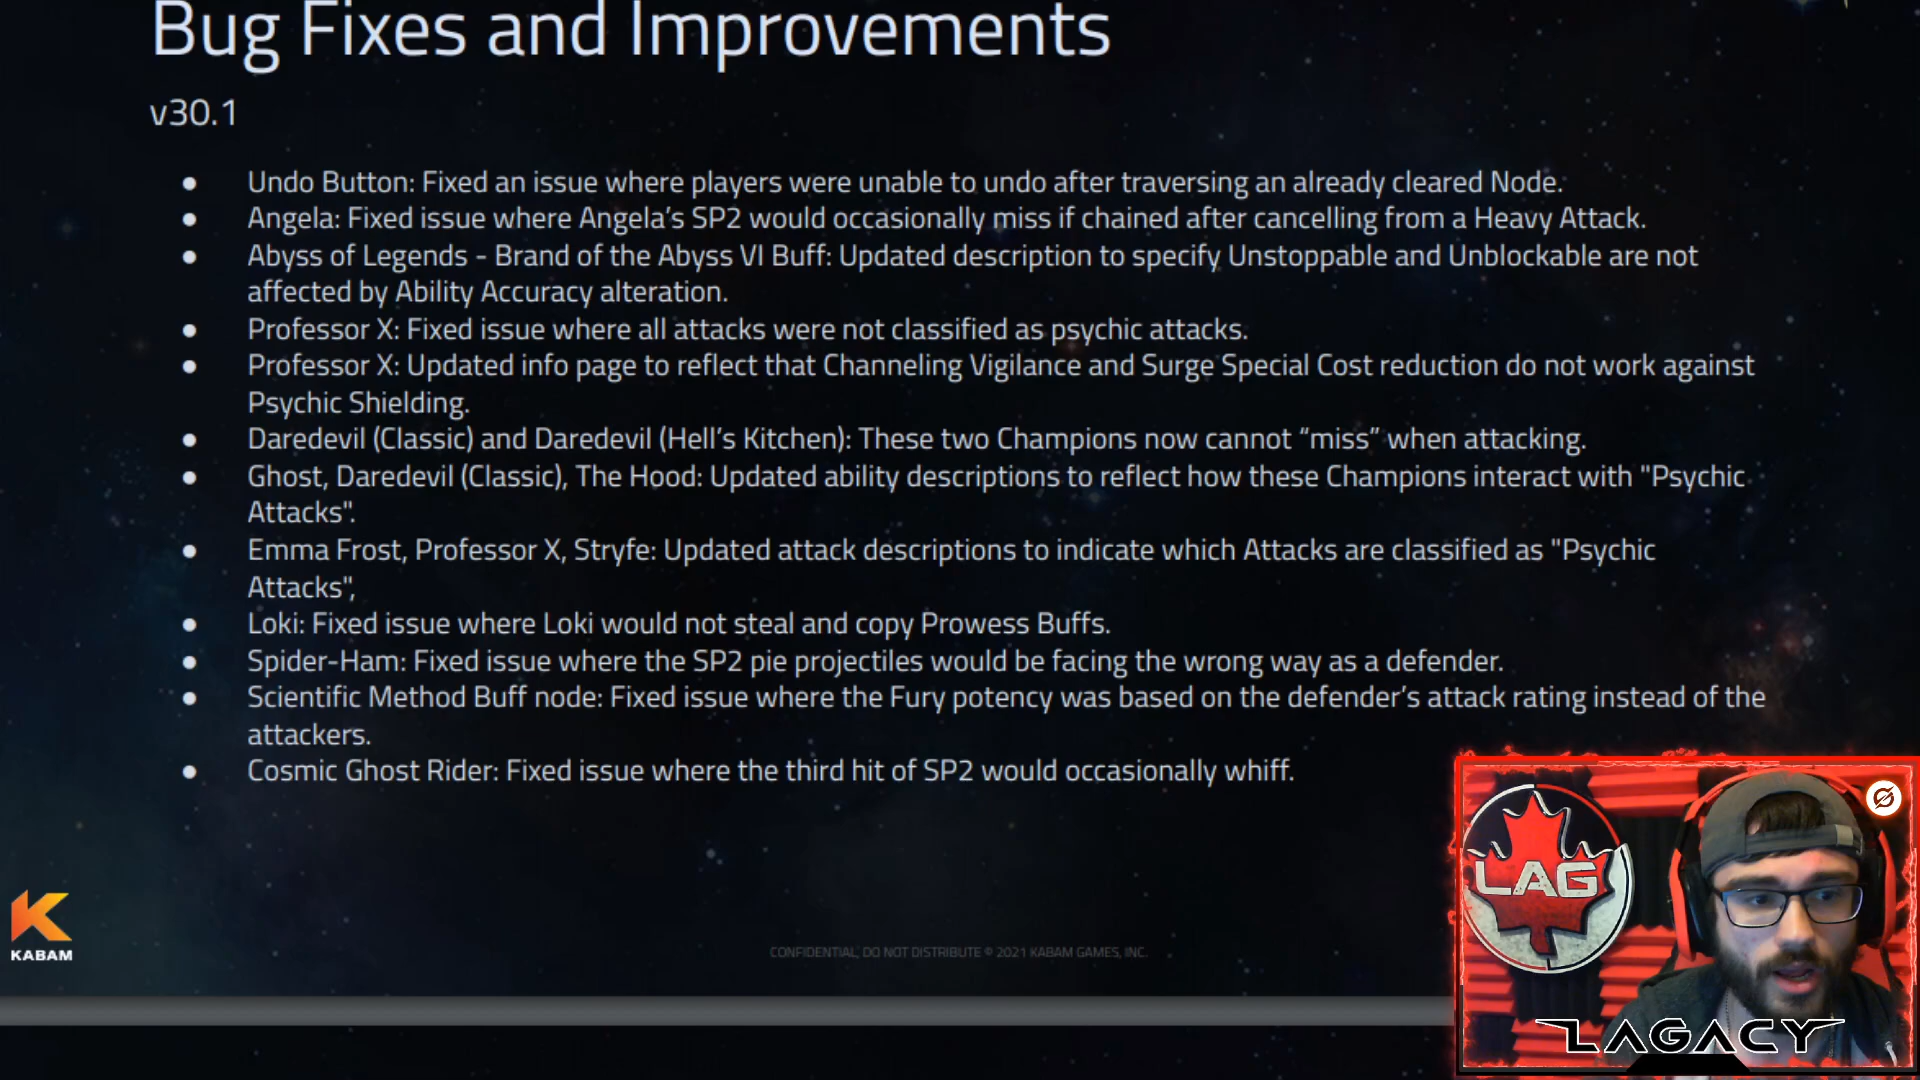 Bug Fixes and Improvements
v30.1
● Undo Button: Fixed an issue where players were unable to undo after traversing an already cleared Node.
● Angela: Fixed issue where Angela's SP2 would occasionally miss if chained after cancelling from a Heavy Attack.
● Abyss of Legends - Brand of the Abyss VI Buff: Updated description to specify Unstoppable and Unblockable are not
affected by Ability Accuracy alteration.
● Professor X: Fixed issue where all attacks were not classified as psychic attacks.
● Professor X: Updated info page to reflect that Channeling Vigilance and Surge Special Cost reduction do not work against
Psychic Shielding.
● Daredevil (Classic) and Daredevil (Hell's Kitchen): These two Champions now cannot “miss” when attacking.
● Ghost, Daredevil (Classic), The Hood: Updated ability descriptions to reflect how these Champions interact with "Psychic
Attacks".
● Emma Frost, Professor X, Stryfe: Updated attack descriptions to indicate which Attacks are classified as "Psychic
Attacks",
● Loki: Fixed issue where Loki would not steal and copy Prowess Buffs.
● Spider-Ham: Fixed issue where the SP2 pie projectiles would be facing the wrong way as a defender.
● Scientific Method Buff node: Fixed issue where the Fury potency was based on the defender's attack rating instead of the
attackers.
● Cosmic Ghost Rider: Fixed issue where the third hit of SP2 would occasionally whiff.
LAG
KABAM
CONFIDENTIAL, DO NOT DISTRIBUTE © 2021 KABAM GAMES, INC.
LAGACY